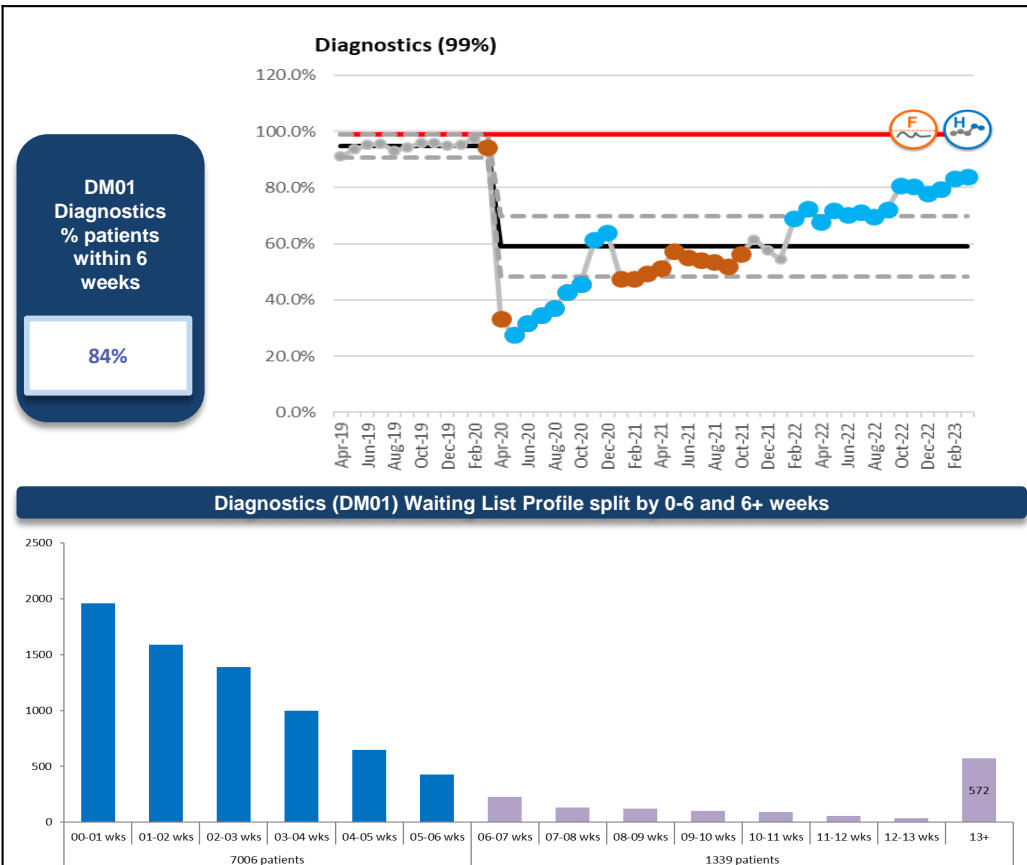 Diagnostics (99%)
120.0%
100.0%
80.0%
60.0%
40.0%
20.0%
0.0%
F
H
Apr-19
Jun-19
Aug-19
Oct-19
Dec-19
Feb-20
Apr-20
Jun-20
Aug-20
Oct-20
Dec-20
Feb-21
Apr-21
Jun-21
Aug-21
Oct-21
Dec-21
Feb-22
Apr-22
Jun-22
Aug-22
Oct-22
Dec-22
Feb-23
DM01
Diagnostics
% patients
within 6
weeks
84%
Diagnostics (DM01) Waiting List Profile split by 0-6 and 6+ weeks
2500
2000
1500
1000
500
0
572
00-01 wks 01-02 wks 02-03 wks 03-04 wks 04-05 wks 05-06 wks 06-07 wks 07-08 wks 08-09 wks 09-10 wks 10-11 wks 11-12 wks 12-13 wks 13+
7006 patients 1339 patients